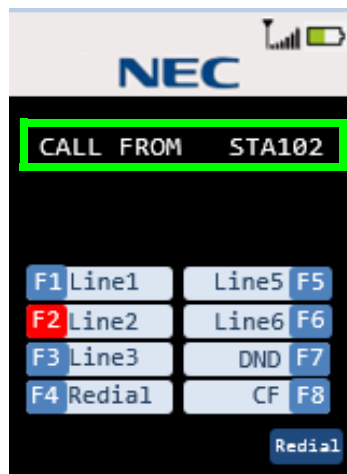 NEC
CALL FROM STA102
F1 Line1 Line5 F5
F2 Line2 Line6 F6
F3 Line3 DND F7
F4 Redial CF F8
Redial